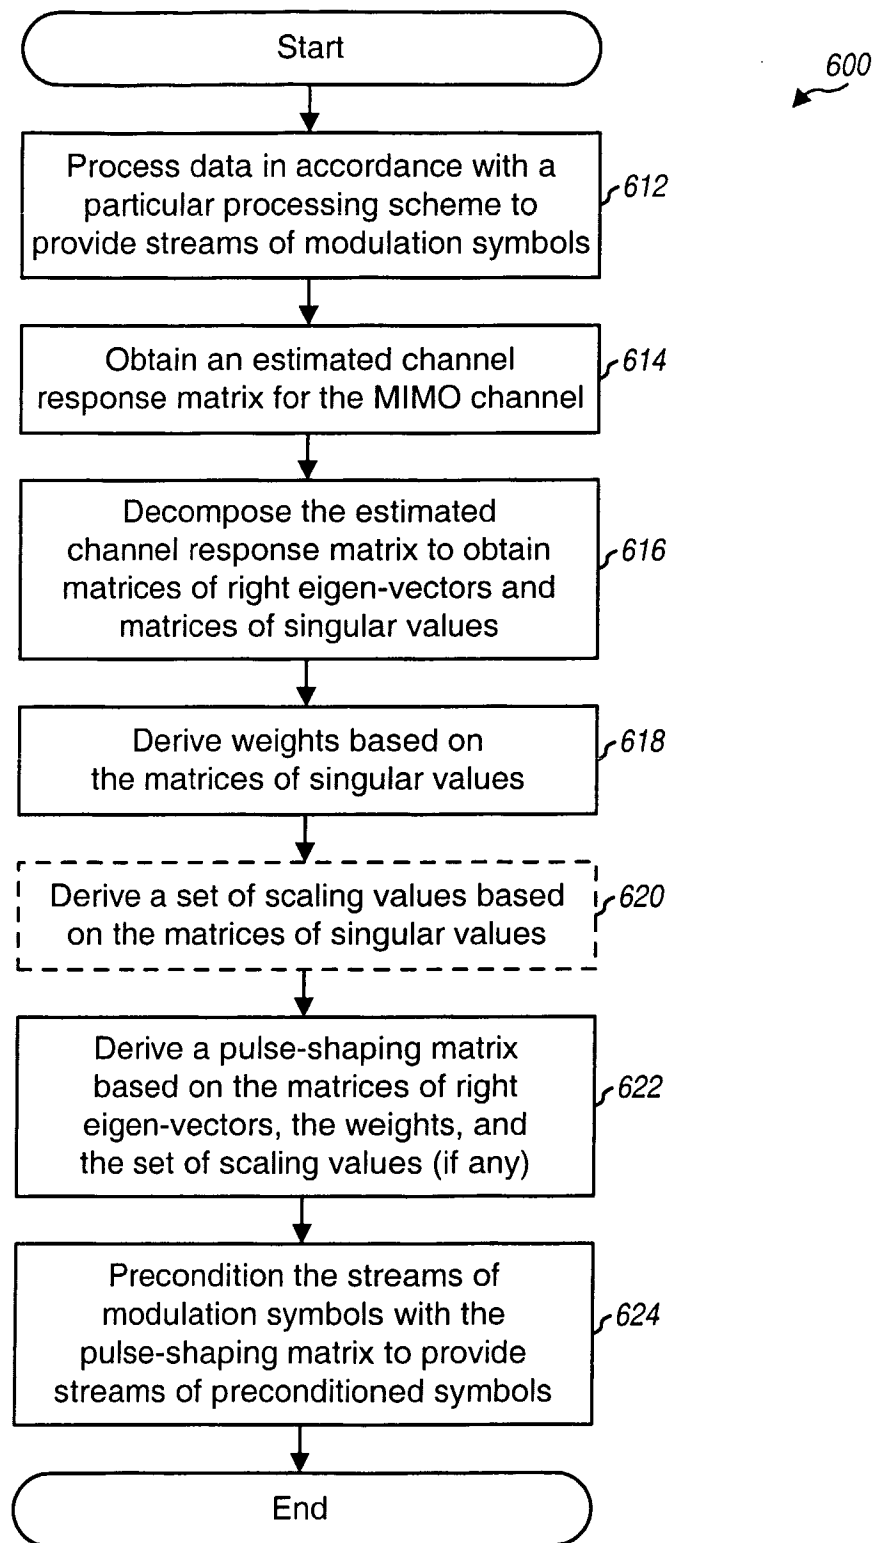 Start
600
Process data in accordance with a
particular processing scheme to
provide streams of modulation symbols
612
Obtain an estimated channel
response matrix for the MIMO channel
614
Decompose the estimated
channel response matrix to obtain
matrices of right eigen-vectors and
matrices of singular values
616
Derive weights based on
the matrices of singular values
618
Derive a set of scaling values based
on the matrices of singular values
620
Derive a pulse-shaping matrix
based on the matrices of right
eigen-vectors, the weights, and
the set of scaling values (if any)
622
Precondition the streams of
modulation symbols with the
pulse-shaping matrix to provide
streams of preconditioned symbols
624
End